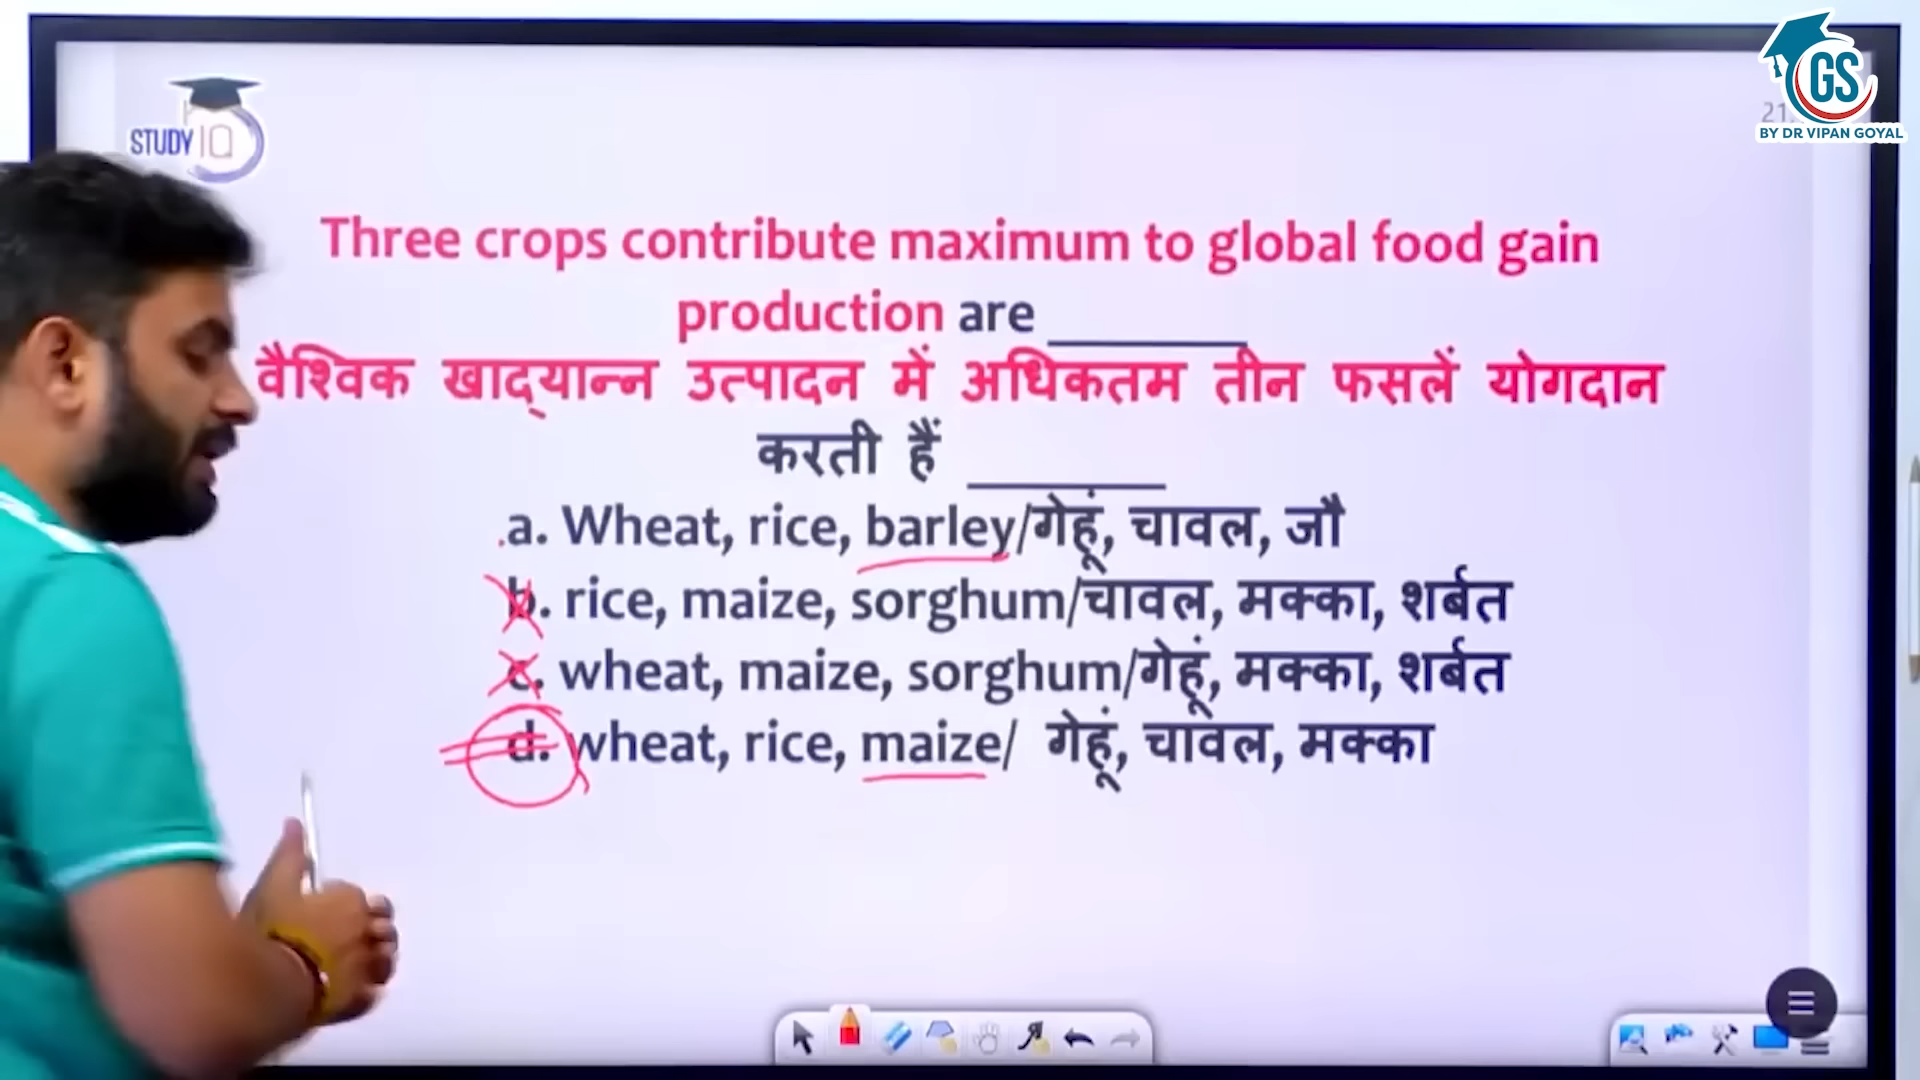 STUDY IQ
GS
BY DR VIPAN GOYAL
Three crops contribute maximum to global food gain
production are __________
वैश्विक खाद्यान्न उत्पादन में अधिकतम तीन फसलें योगदान
करती हैं __________
a. Wheat, rice, barley/गेहूं, चावल, जौ
b. rice, maize, sorghum/चावल, मक्का, शर्बत
c. wheat, maize, sorghum/गेहूं, मक्का, शर्बत
d. wheat, rice, maize/ गेहूं, चावल, मक्का